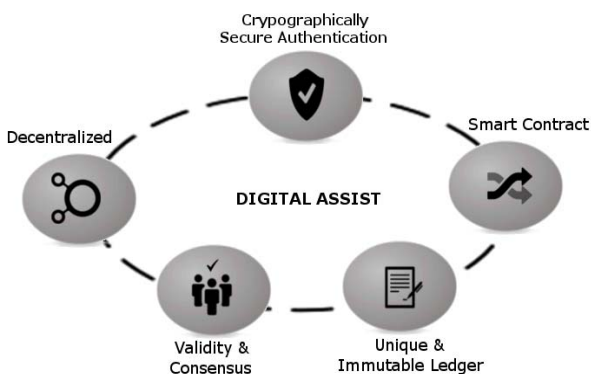 Crypographically
Secure Authentication
Decentralized
Smart Contract
DIGITAL ASSIST
Validity &
Consensus
Unique &
Immutable Ledger